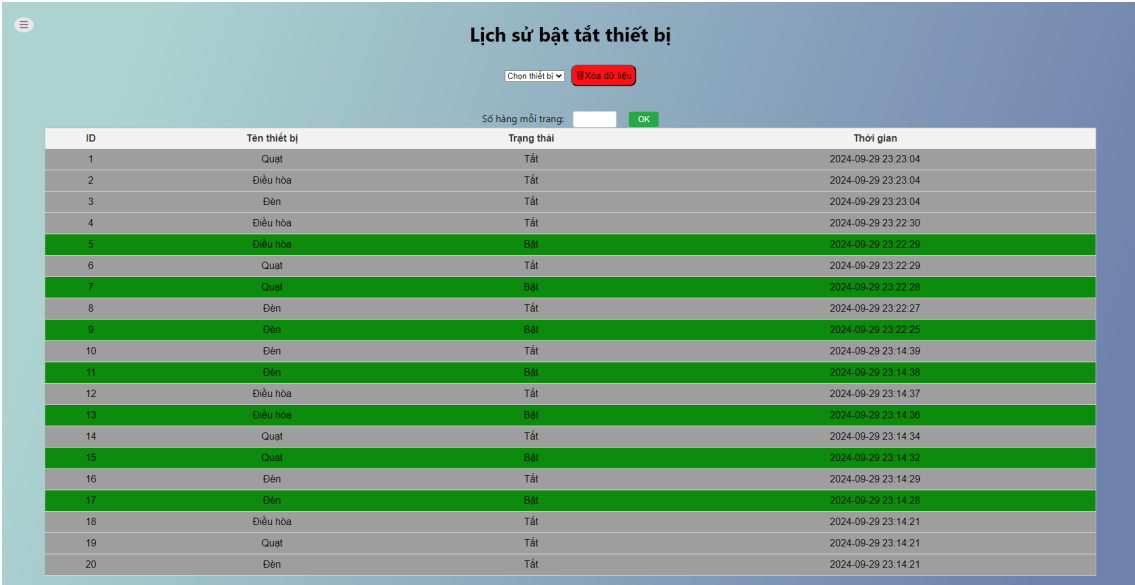 Lịch sử bật tắt thiết bị
Chọn thiết bị Xóa dữ liệu
Số hàng mỗi trang: OK
ID Tên thiết bị Trạng thái Thời gian
1 Quạt Tắt 2024-09-29 23:23:04
2 Điều hòa Tắt 2024-09-29 23:23:04
3 Đèn Tắt 2024-09-29 23:23:04
4 Điều hòa Tắt 2024-09-29 23:22:30
5 Điều hòa Bật 2024-09-29 23:22:29
6 Quạt Tắt 2024-09-29 23:22:29
7 Quạt Bật 2024-09-29 23:22:28
8 Đèn Tắt 2024-09-29 23:22:27
9 Đèn Bật 2024-09-29 23:22:25
10 Đèn Tắt 2024-09-29 23:14:39
11 Đèn Bật 2024-09-29 23:14:38
12 Điều hòa Tắt 2024-09-29 23:14:37
13 Điều hòa Bật 2024-09-29 23:14:36
14 Quạt Tắt 2024-09-29 23:14:34
15 Quạt Bật 2024-09-29 23:14:32
16 Đèn Tắt 2024-09-29 23:14:29
17 Đèn Bật 2024-09-29 23:14:28
18 Điều hòa Tắt 2024-09-29 23:14:21
19 Quạt Tắt 2024-09-29 23:14:21
20 Đèn Tắt 2024-09-29 23:14:21